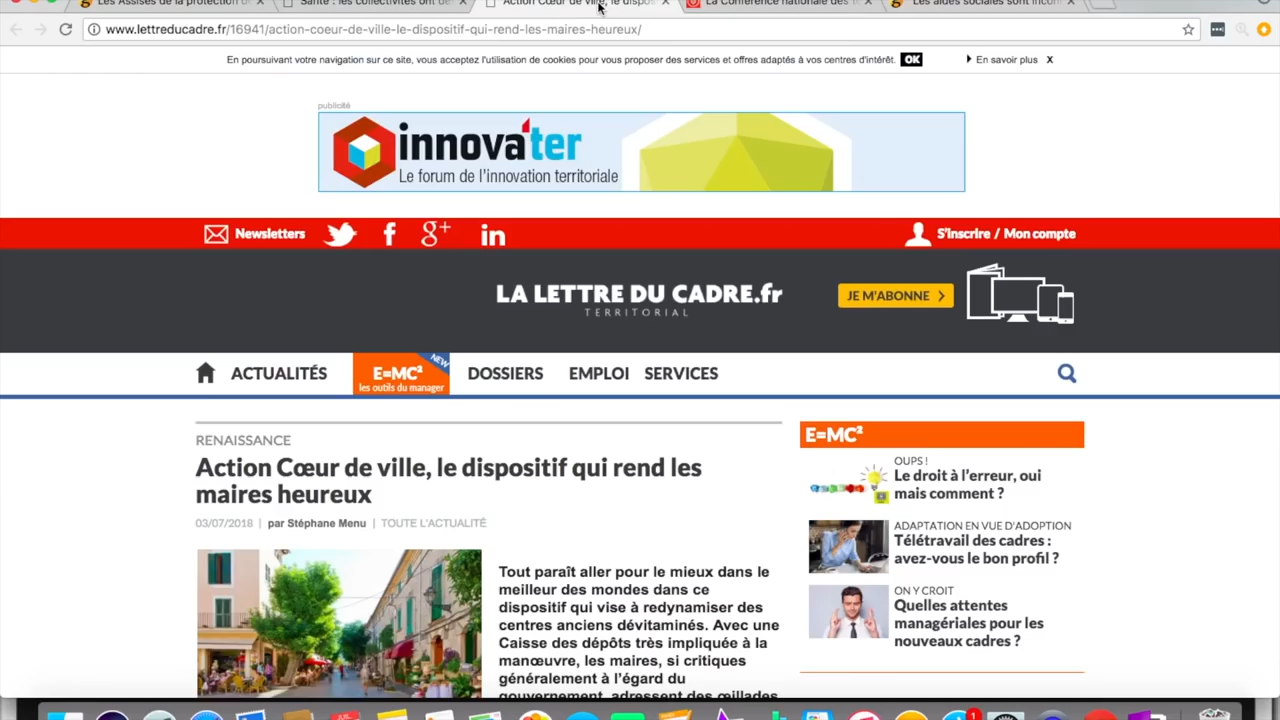 Les Assises de la protection d
Santé : les collectivités ont de
Action Cœur de ville, le dispos
La Conférence nationale des t
Les aides sociales sont incon
www.lettreducadre.fr/16941/action-coeur-de-ville-le-dispositif-qui-rend-les-maires-heureux/
En poursuivant votre navigation sur ce site, vous acceptez l'utilisation de cookies pour vous proposer des services et offres adaptés à vos centres d'intérêt. OK En savoir plus X
publicité
innova'ter
Le forum de l'innovation territoriale
Newsletters
S'inscrire / Mon compte
LA LETTRE DU CADRE.fr
TERRITORIAL
JE M'ABONNE
ACTUALITÉS
E=MC²
NEW
les outils du manager
DOSSIERS
EMPLOI
SERVICES
RENAISSANCE
Action Cœur de ville, le dispositif qui rend les
maires heureux
03/07/2018 | par Stéphane Menu | TOUTE L'ACTUALITÉ
Tout paraît aller pour le mieux dans le
meilleur des mondes dans ce
dispositif qui vise à redynamiser des
centres anciens dévitaminés. Avec une
Caisse des dépôts très impliquée à la
manœuvre, les maires, si critiques
généralement à l'égard du
gouvernement, adressent des œillades
E=MC²
OUPS !
Le droit à l'erreur, oui
mais comment ?
ADAPTATION EN VUE D'ADOPTION
Télétravail des cadres :
avez-vous le bon profil ?
ON Y CROIT
Quelles attentes
managériales pour les
nouveaux cadres ?
JUIL
1